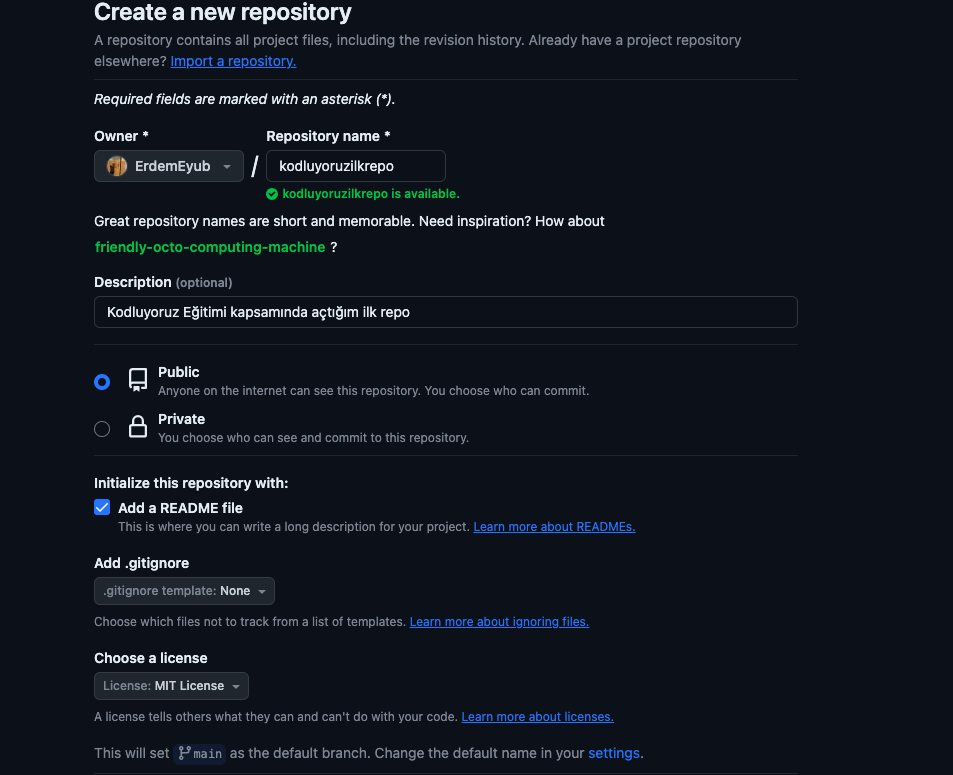 Create a new repository
A repository contains all project files, including the revision history. Already have a project repository
elsewhere? Import a repository.
Required fields are marked with an asterisk (*).
Owner * Repository name *
ErdemEyub / kodluyoruzilkrepo
kodluyoruzilkrepo is available.
Great repository names are short and memorable. Need inspiration? How about
friendly-octo-computing-machine ?
Description (optional)
Kodluyoruz Eğitimi kapsamında açtığım ilk repo
Public
Anyone on the internet can see this repository. You choose who can commit.
Private
You choose who can see and commit to this repository.
Initialize this repository with:
Add a README file
This is where you can write a long description for your project. Learn more about READMEs.
Add .gitignore
.gitignore template: None
Choose which files not to track from a list of templates. Learn more about ignoring files.
Choose a license
License: MIT License
A license tells others what they can and can't do with your code. Learn more about licenses.
This will set main as the default branch. Change the default name in your settings.